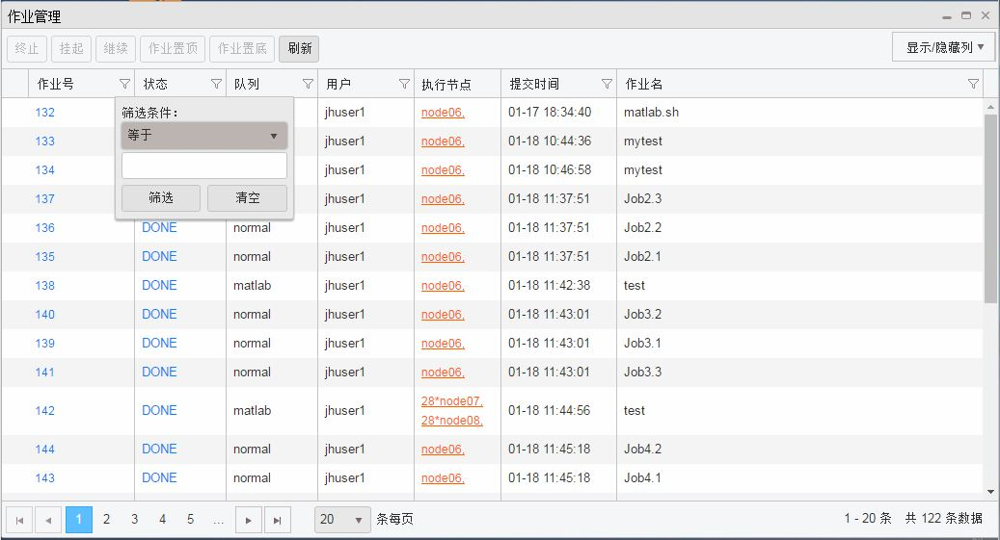 作业管理
终止 挂起 继续 作业置顶 作业置底 刷新 显示/隐藏列
作业号 状态 队列 用户 执行节点 提交时间 作业名
筛选条件：
等于
筛选 清空
132 jhuser1 node06, 01-17 18:34:40 matlab.sh
133 jhuser1 node06, 01-18 10:44:36 mytest
134 jhuser1 node06, 01-18 10:46:58 mytest
137 jhuser1 node06, 01-18 11:37:51 Job2.3
136 DONE normal jhuser1 node06, 01-18 11:37:51 Job2.2
135 DONE normal jhuser1 node06, 01-18 11:37:51 Job2.1
138 DONE matlab jhuser1 node06, 01-18 11:42:38 test
140 DONE normal jhuser1 node06, 01-18 11:43:01 Job3.2
139 DONE normal jhuser1 node06, 01-18 11:43:01 Job3.1
141 DONE normal jhuser1 node06, 01-18 11:43:01 Job3.3
142 DONE matlab jhuser1 28*node07, 01-18 11:44:56 test
28*node08,
144 DONE normal jhuser1 node06, 01-18 11:45:18 Job4.2
143 DONE normal jhuser1 node06, 01-18 11:45:18 Job4.1
1 2 3 4 5 ... 20 条每页 1 - 20 条 共 122 条数据